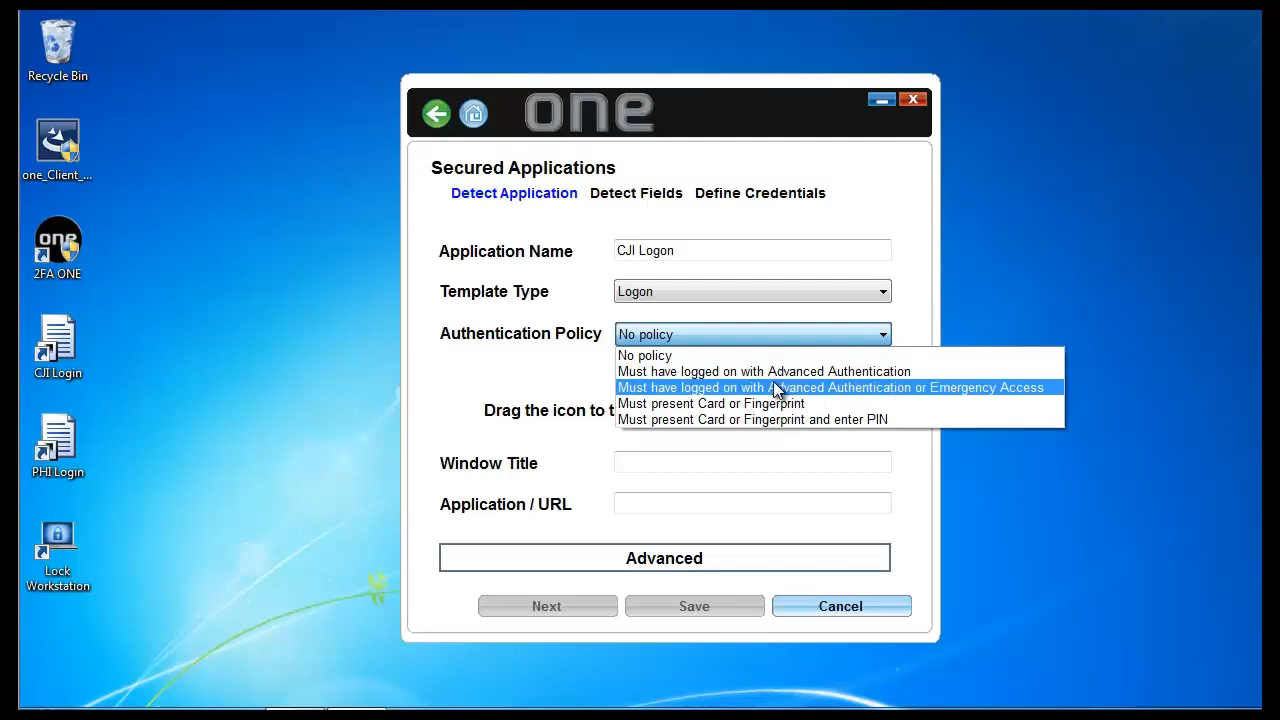 Recycle Bin
one_Client_...
one
2FA ONE
CJI Login
PHI Login
Lock
Workstation
one
Secured Applications
Detect Application Detect Fields Define Credentials
Application Name CJI Logon
Template Type Logon
Authentication Policy No policy
No policy
Must have logged on with Advanced Authentication
Must have logged on with Advanced Authentication or Emergency Access
Must present Card or Fingerprint
Must present Card or Fingerprint and enter PIN
Drag the icon to t
Window Title
Application / URL
Advanced
Next Save Cancel